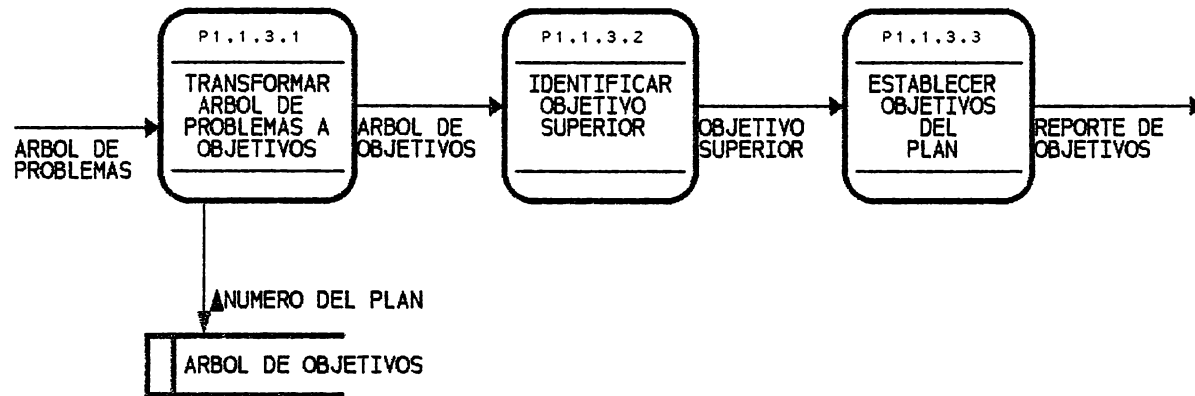 P1.1.3.1
TRANSFORMAR
ARBOL DE
PROBLEMAS A
OBJETIVOS
P1.1.3.2
IDENTIFICAR
OBJETIVO
SUPERIOR
P1.1.3.3
ESTABLECER
OBJETIVOS
DEL
PLAN
ARBOL DE
PROBLEMAS
ARBOL DE
OBJETIVOS
OBJETIVO
SUPERIOR
REPORTE DE
OBJETIVOS
NUMERO DEL PLAN
ARBOL DE OBJETIVOS